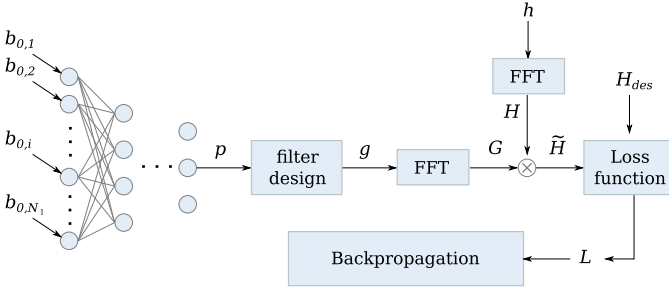 h
b0,1
b0,2
FFT
Hdes
H
b0,i
p
filter
design
g
FFT
G
H̃
Loss
function
b0,N1
Backpropagation
L